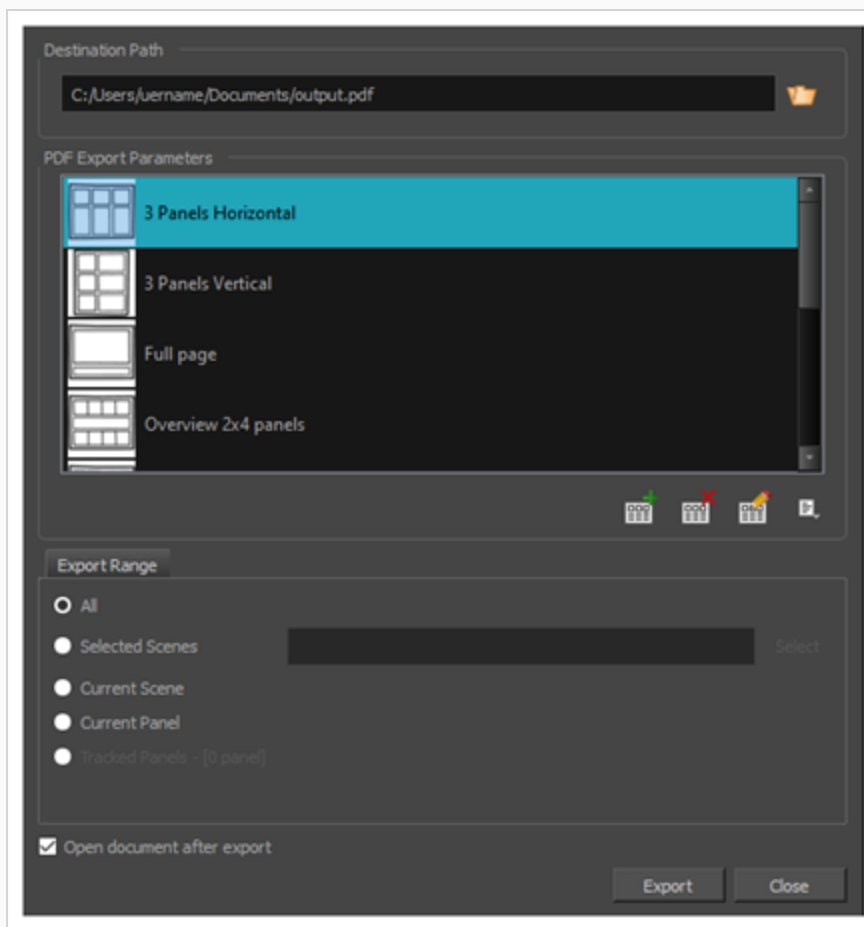 Destination Path
C:/Users/uername/Documents/output.pdf
PDF Export Parameters
3 Panels Horizontal
3 Panels Vertical
Full page
Overview 2x4 panels
Export Range
All
Selected Scenes Select
Current Scene
Current Panel
Tracked Panels - [0 panel]
Open document after export
Export Close